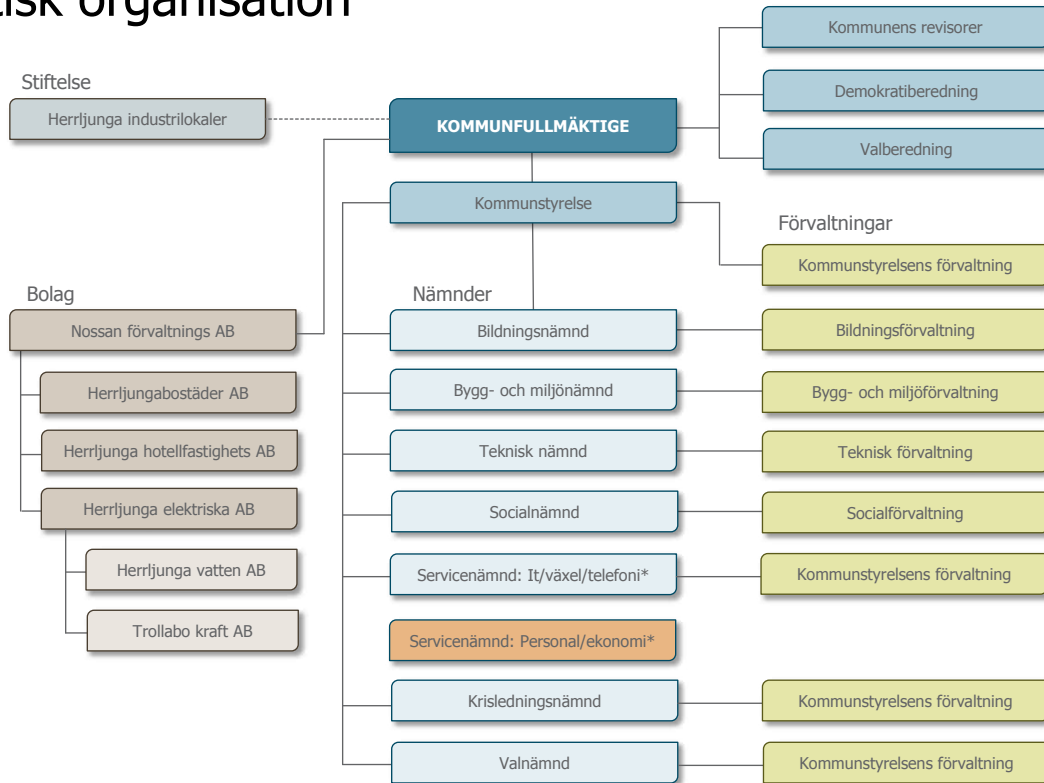 tisk organisation
Kommunens revisorer
Stiftelse
Demokratiberedning
Herrljunga industrilokaler
KOMMUNFULLMÄKTIGE
Valberedning
Kommunstyrelse
Förvaltningar
Kommunstyrelsens förvaltning
Bolag
Nämnder
Nossan förvaltnings AB
Bildningsnämnd
Bildningsförvaltning
Herrljungabostäder AB
Bygg- och miljönämnd
Bygg- och miljöförvaltning
Herrljunga hotellfastighets AB
Teknisk nämnd
Teknisk förvaltning
Herrljunga elektriska AB
Socialnämnd
Socialförvaltning
Herrljunga vatten AB
Servicenämnd: It/växel/telefoni*
Kommunstyrelsens förvaltning
Trollabo kraft AB
Servicenämnd: Personal/ekonomi*
Krisledningsnämnd
Kommunstyrelsens förvaltning
Valnämnd
Kommunstyrelsens förvaltning